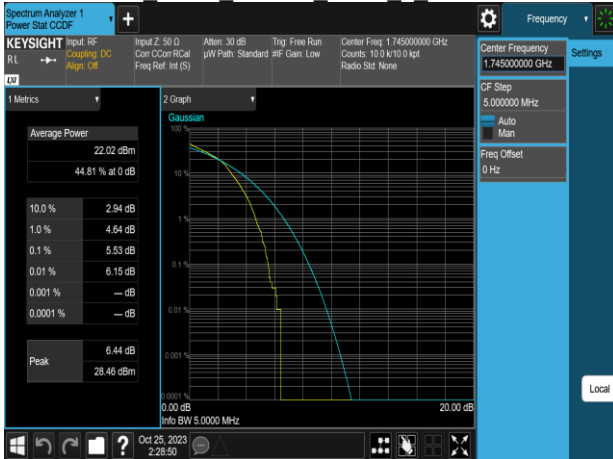 Spectrum Analyzer 1
Power Stat CCDF
+
Frequency
KEYSIGHT
RL
LXI
Input: RF
Coupling: DC
Align: Off
Input Z: 50 Ω
Corr CCorr RCal
Freq Ref: Int (S)
Atten: 30 dB
µW Path: Standard
Trig: Free Run
#IF Gain: Low
Center Freq: 1.745000000 GHz
Counts: 10.0 k/10.0 kpt
Radio Std: None
Center Frequency
1.745000000 GHz
Settings
CF Step
5.000000 MHz
Auto
Man
Freq Offset
0 Hz
1 Metrics
Average Power
22.02 dBm
44.81 % at 0 dB
10.0 % 2.94 dB
1.0 % 4.64 dB
0.1 % 5.53 dB
0.01 % 6.15 dB
0.001 % --- dB
0.0001 % --- dB
Peak
6.44 dB
28.46 dBm
2 Graph
Gaussian
100 %
10 %
1 %
0.1 %
0.01 %
0.001 %
0.0001 %
0.00 dB
20.00 dB
Info BW 5.0000 MHz
Local
?
Oct 25, 2023
2:28:50